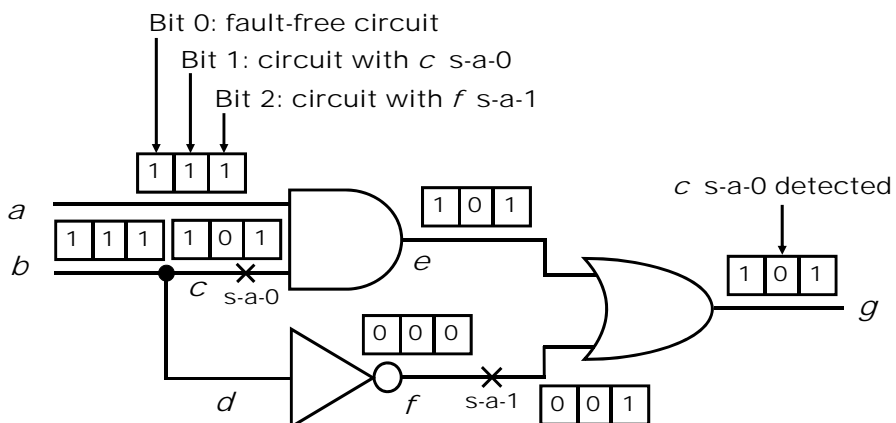 Bit 0: fault-free circuit
Bit 1: circuit with c s-a-0
Bit 2: circuit with f s-a-1
1 1 1
c s-a-0 detected
a
1 0 1
1 1 1
1 0 1
1 0 1
b
c
s-a-0
e
g
0 0 0
d
f
s-a-1
0 0 1